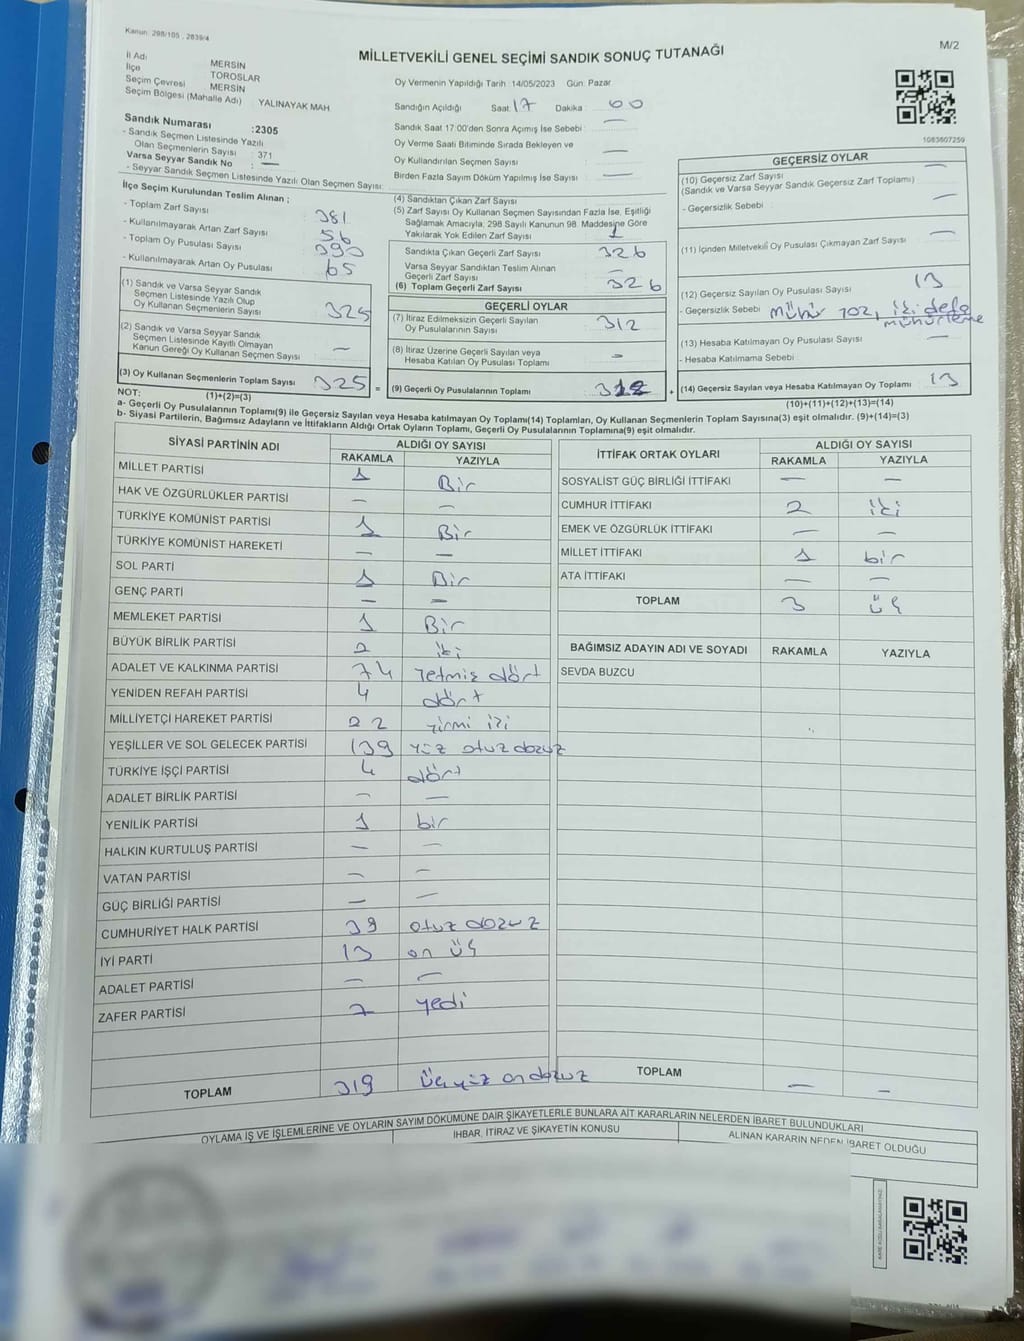 Kanun: 298/105 , 2839/4
M/2
MİLLETVEKİLİ GENEL SEÇİMİ SANDIK SONUÇ TUTANAĞI
İl Adı MERSİN
İlçe TOROSLAR
Seçim Çevresi MERSİN
Seçim Bölgesi (Mahalle Adı) YALINAYAK MAH.
Sandık Numarası :2305
- Sandık Seçmen Listesinde Yazılı
Olan Seçmenlerin Sayısı : 371
Varsa Seyyar Sandık No : —
- Seyyar Sandık Seçmen Listesinde Yazılı Olan Seçmen Sayısı:
Oy Vermenin Yapıldığı Tarih 14/05/2023 Gün: Pazar
Sandığın Açıldığı Saat 17 Dakika : 00
Sandık Saat 17:00'den Sonra Açımış İse Sebebi : —
Oy Verme Saati Bitiminde Sırada Bekleyen ve
Oy Kullandırılan Seçmen Sayısı : —
Birden Fazla Sayım Döküm Yapılmış İse Sayısı : —
1083607259
İlçe Seçim Kurulundan Teslim Alınan ;
- Toplam Zarf Sayısı 381
- Kullanılmayarak Artan Zarf Sayısı 56
- Toplam Oy Pusulası Sayısı 390
- Kullanılmayarak Artan Oy Pusulası 65
(1) Sandık ve Varsa Seyyar Sandık
Seçmen Listesinde Yazılı Olup
Oy Kullanan Seçmenlerin Sayısı 325
(2) Sandık ve Varsa Seyyar Sandık
Seçmen Listesinde Kayıtlı Olmayan
Kanun Gereği Oy Kullanan Seçmen Sayısı —
(3) Oy Kullanan Seçmenlerin Toplam Sayısı 325 =
(1)+(2)=(3)
(4) Sandıktan Çıkan Zarf Sayısı
(5) Zarf Sayısı Oy Kullanan Seçmen Sayısından Fazla İse, Eşitliği
Sağlamak Amacıyla, 298 Sayılı Kanunun 98. Maddesine Göre
Yakılarak Yok Edilen Zarf Sayısı 1
Sandıkta Çıkan Geçerli Zarf Sayısı 326
Varsa Seyyar Sandıktan Teslim Alınan
Geçerli Zarf Sayısı —
(6) Toplam Geçerli Zarf Sayısı 326
GEÇERLİ OYLAR
(7) İtiraz Edilmeksizin Geçerli Sayılan
Oy Pusulalarının Sayısı 312
(8) İtiraz Üzerine Geçerli Sayılan veya
Hesaba Katılan Oy Pusulası Toplamı -
(9) Geçerli Oy Pusulalarının Toplamı 312 +
GEÇERSİZ OYLAR
(10) Geçersiz Zarf Sayısı —
(Sandık ve Varsa Seyyar Sandık Geçersiz Zarf Toplamı)
- Geçersizlik Sebebi —
(11) İçinden Milletvekili Oy Pusulası Çıkmayan Zarf Sayısı —
(12) Geçersiz Sayılan Oy Pusulası Sayısı 13
- Geçersizlik Sebebi mühür , iki defa
mühürleme
(13) Hesaba Katılmayan Oy Pusulası Sayısı —
- Hesaba Katılmama Sebebi
(14) Geçersiz Sayılan veya Hesaba Katılmayan Oy Toplamı 13
(10)+(11)+(12)+(13)=(14)
NOT:
a- Geçerli Oy Pusulalarının Toplamı(9) ile Geçersiz Sayılan veya Hesaba katılmayan Oy Toplamı(14) Toplamları, Oy Kullanan Seçmenlerin Toplam Sayısına(3) eşit olmalıdır. (9)+(14)=(3)
b- Siyasi Partilerin, Bağımsız Adayların ve İttifakların Aldığı Ortak Oyların Toplamı, Geçerli Oy Pusulalarının Toplamına(9) eşit olmalıdır.
SİYASİ PARTİNİN ADI ALDIĞI OY SAYISI
RAKAMLA YAZIYLA
MİLLET PARTİSİ 1 Bir
HAK VE ÖZGÜRLÜKLER PARTİSİ — —
TÜRKİYE KOMÜNİST PARTİSİ 1 Bir
TÜRKİYE KOMÜNİST HAREKETİ — —
SOL PARTİ 1 Bir
GENÇ PARTİ — —
MEMLEKET PARTİSİ 1 Bir
BÜYÜK BİRLİK PARTİSİ 2 iki
ADALET VE KALKINMA PARTİSİ 74 Yetmiş dört
YENİDEN REFAH PARTİSİ 4 dört
MİLLİYETÇİ HAREKET PARTİSİ 22 yirmi iki
YEŞİLLER VE SOL GELECEK PARTİSİ 139 yüz otuz dozuz
TÜRKİYE İŞÇİ PARTİSİ 4 dört
ADALET BİRLİK PARTİSİ — —
YENİLİK PARTİSİ 1 bir
HALKIN KURTULUŞ PARTİSİ — —
VATAN PARTİSİ — —
GÜÇ BİRLİĞİ PARTİSİ — —
CUMHURİYET HALK PARTİSİ 39 otuz dozuz
İYİ PARTİ 13 on üç
ADALET PARTİSİ — —
ZAFER PARTİSİ 7 yedi
TOPLAM 319 üçyüz ondozuz
İTTİFAK ORTAK OYLARI ALDIĞI OY SAYISI
RAKAMLA YAZIYLA
SOSYALİST GÜÇ BİRLİĞİ İTTİFAKI — —
CUMHUR İTTİFAKI 2 iki
EMEK VE ÖZGÜRLÜK İTTİFAKI — —
MİLLET İTTİFAKI 1 bir
ATA İTTİFAKI — —
TOPLAM 3 üç
BAĞIMSIZ ADAYIN ADI VE SOYADI RAKAMLA YAZIYLA
SEVDA BUZCU
TOPLAM — —
OYLAMA İŞ VE İŞLEMLERİNE VE OYLARIN SAYIM DÖKÜMÜNE DAİR ŞİKAYETLERLE BUNLARA AİT KARARLARIN NELERDEN İBARET BULUNDUKLARI
İHBAR, İTİRAZ VE ŞİKAYETİN KONUSU
ALINAN KARARIN NEDEN İBARET OLDUĞU